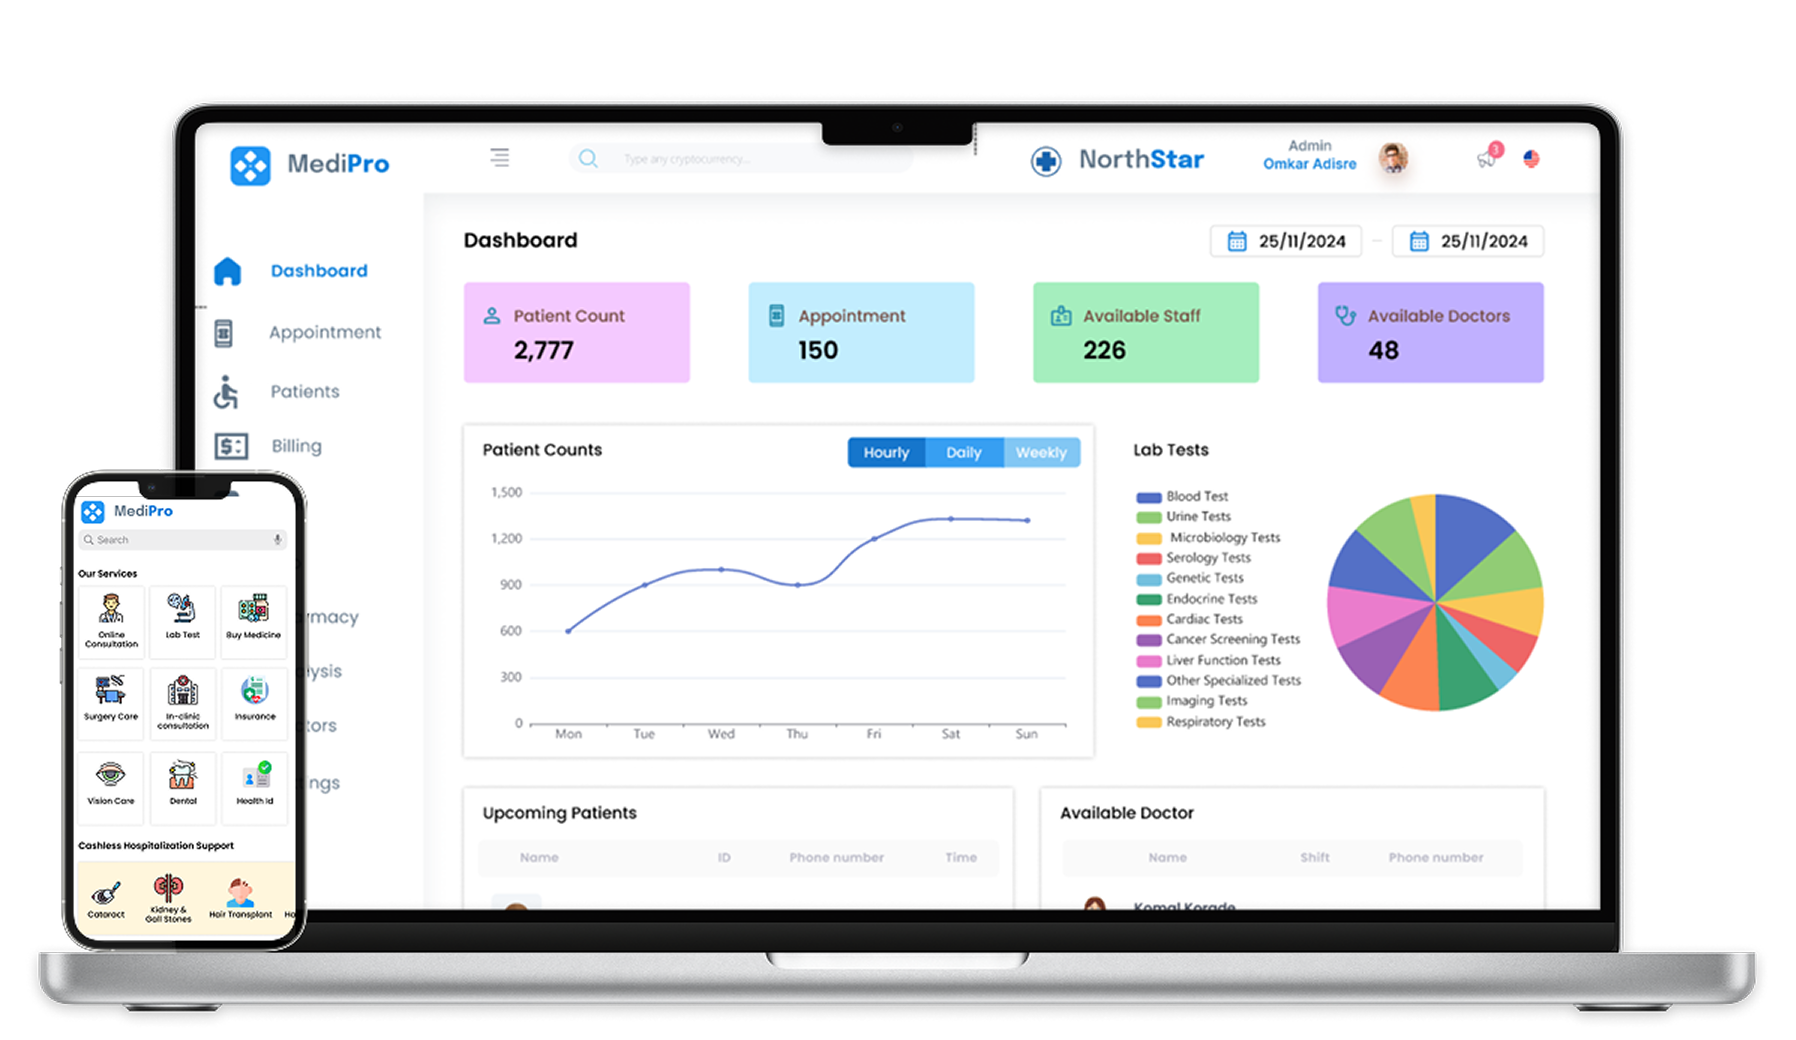 MediPro
Type any cryptocurrency...
NorthStar
Admin
Omkar Adisre
3
Dashboard
Appointment
Patients
Billing
macy
lysis
tors
ngs
Dashboard
25/11/2024
25/11/2024
Patient Count
2,777
Appointment
150
Available Staff
226
Available Doctors
48
Patient Counts
Hourly
Daily
Weekly
1,500
1,200
900
600
300
0
Mon
Tue
Wed
Thu
Fri
Sat
Sun
Lab Tests
Blood Test
Urine Tests
Microbiology Tests
Serology Tests
Genetic Tests
Endocrine Tests
Cardiac Tests
Cancer Screening Tests
Liver Function Tests
Other Specialized Tests
Imaging Tests
Respiratory Tests
Upcoming Patients
Name
ID
Phone number
Time
Available Doctor
Name
Shift
Phone number
Komal Korade
MediPro
Search
Our Services
Online
Consultation
Lab Test
Buy Medicine
Surgery Care
In-clinic
consultation
Insurance
Vision Care
Dental
Health Id
Cashless Hospitalization Support
Cataract
Kidney &
Gall Stones
Hair Transplant
Ho